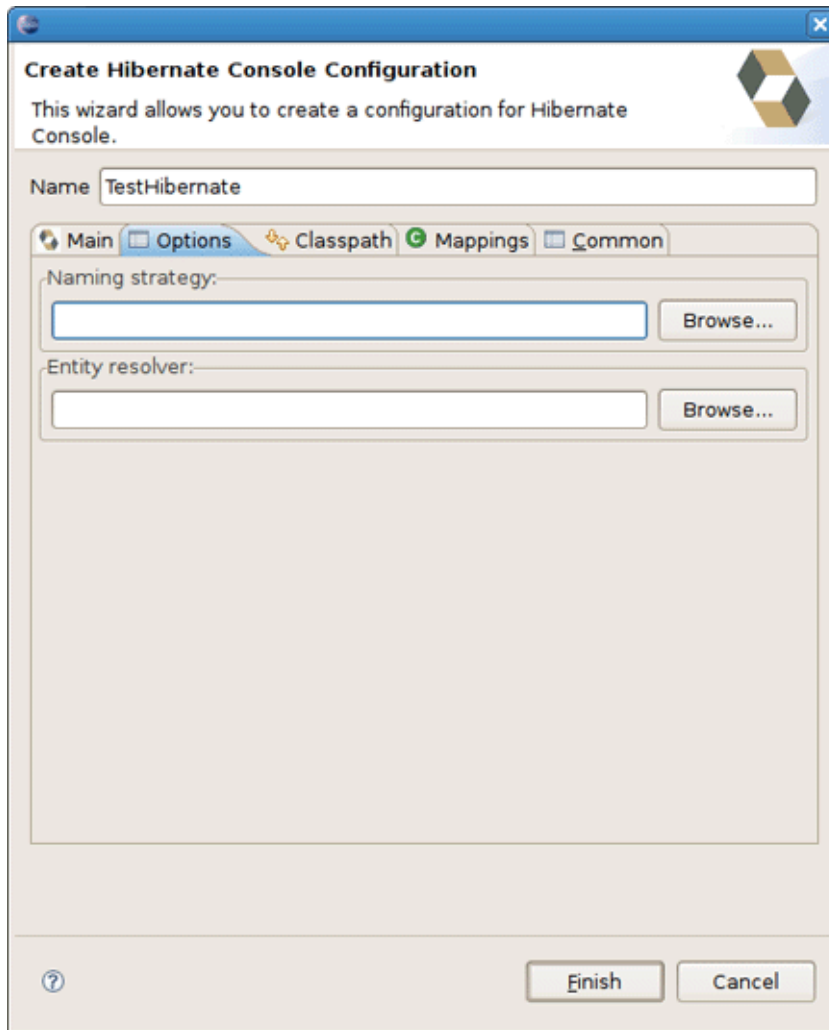 Create Hibernate Console Configuration
This wizard allows you to create a configuration for Hibernate
Console.
Name TestHibernate
Main Options Classpath Mappings Common
Naming strategy:
Browse...
Entity resolver:
Browse...
Finish Cancel